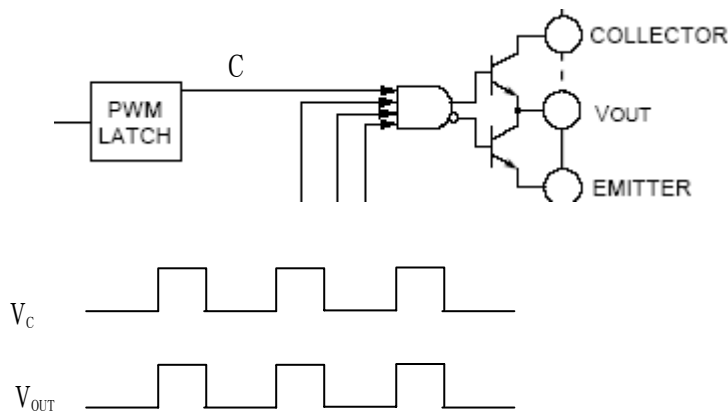 COLLECTOR
C
PWM
LATCH
VOUT
EMITTER
VC
VOUT